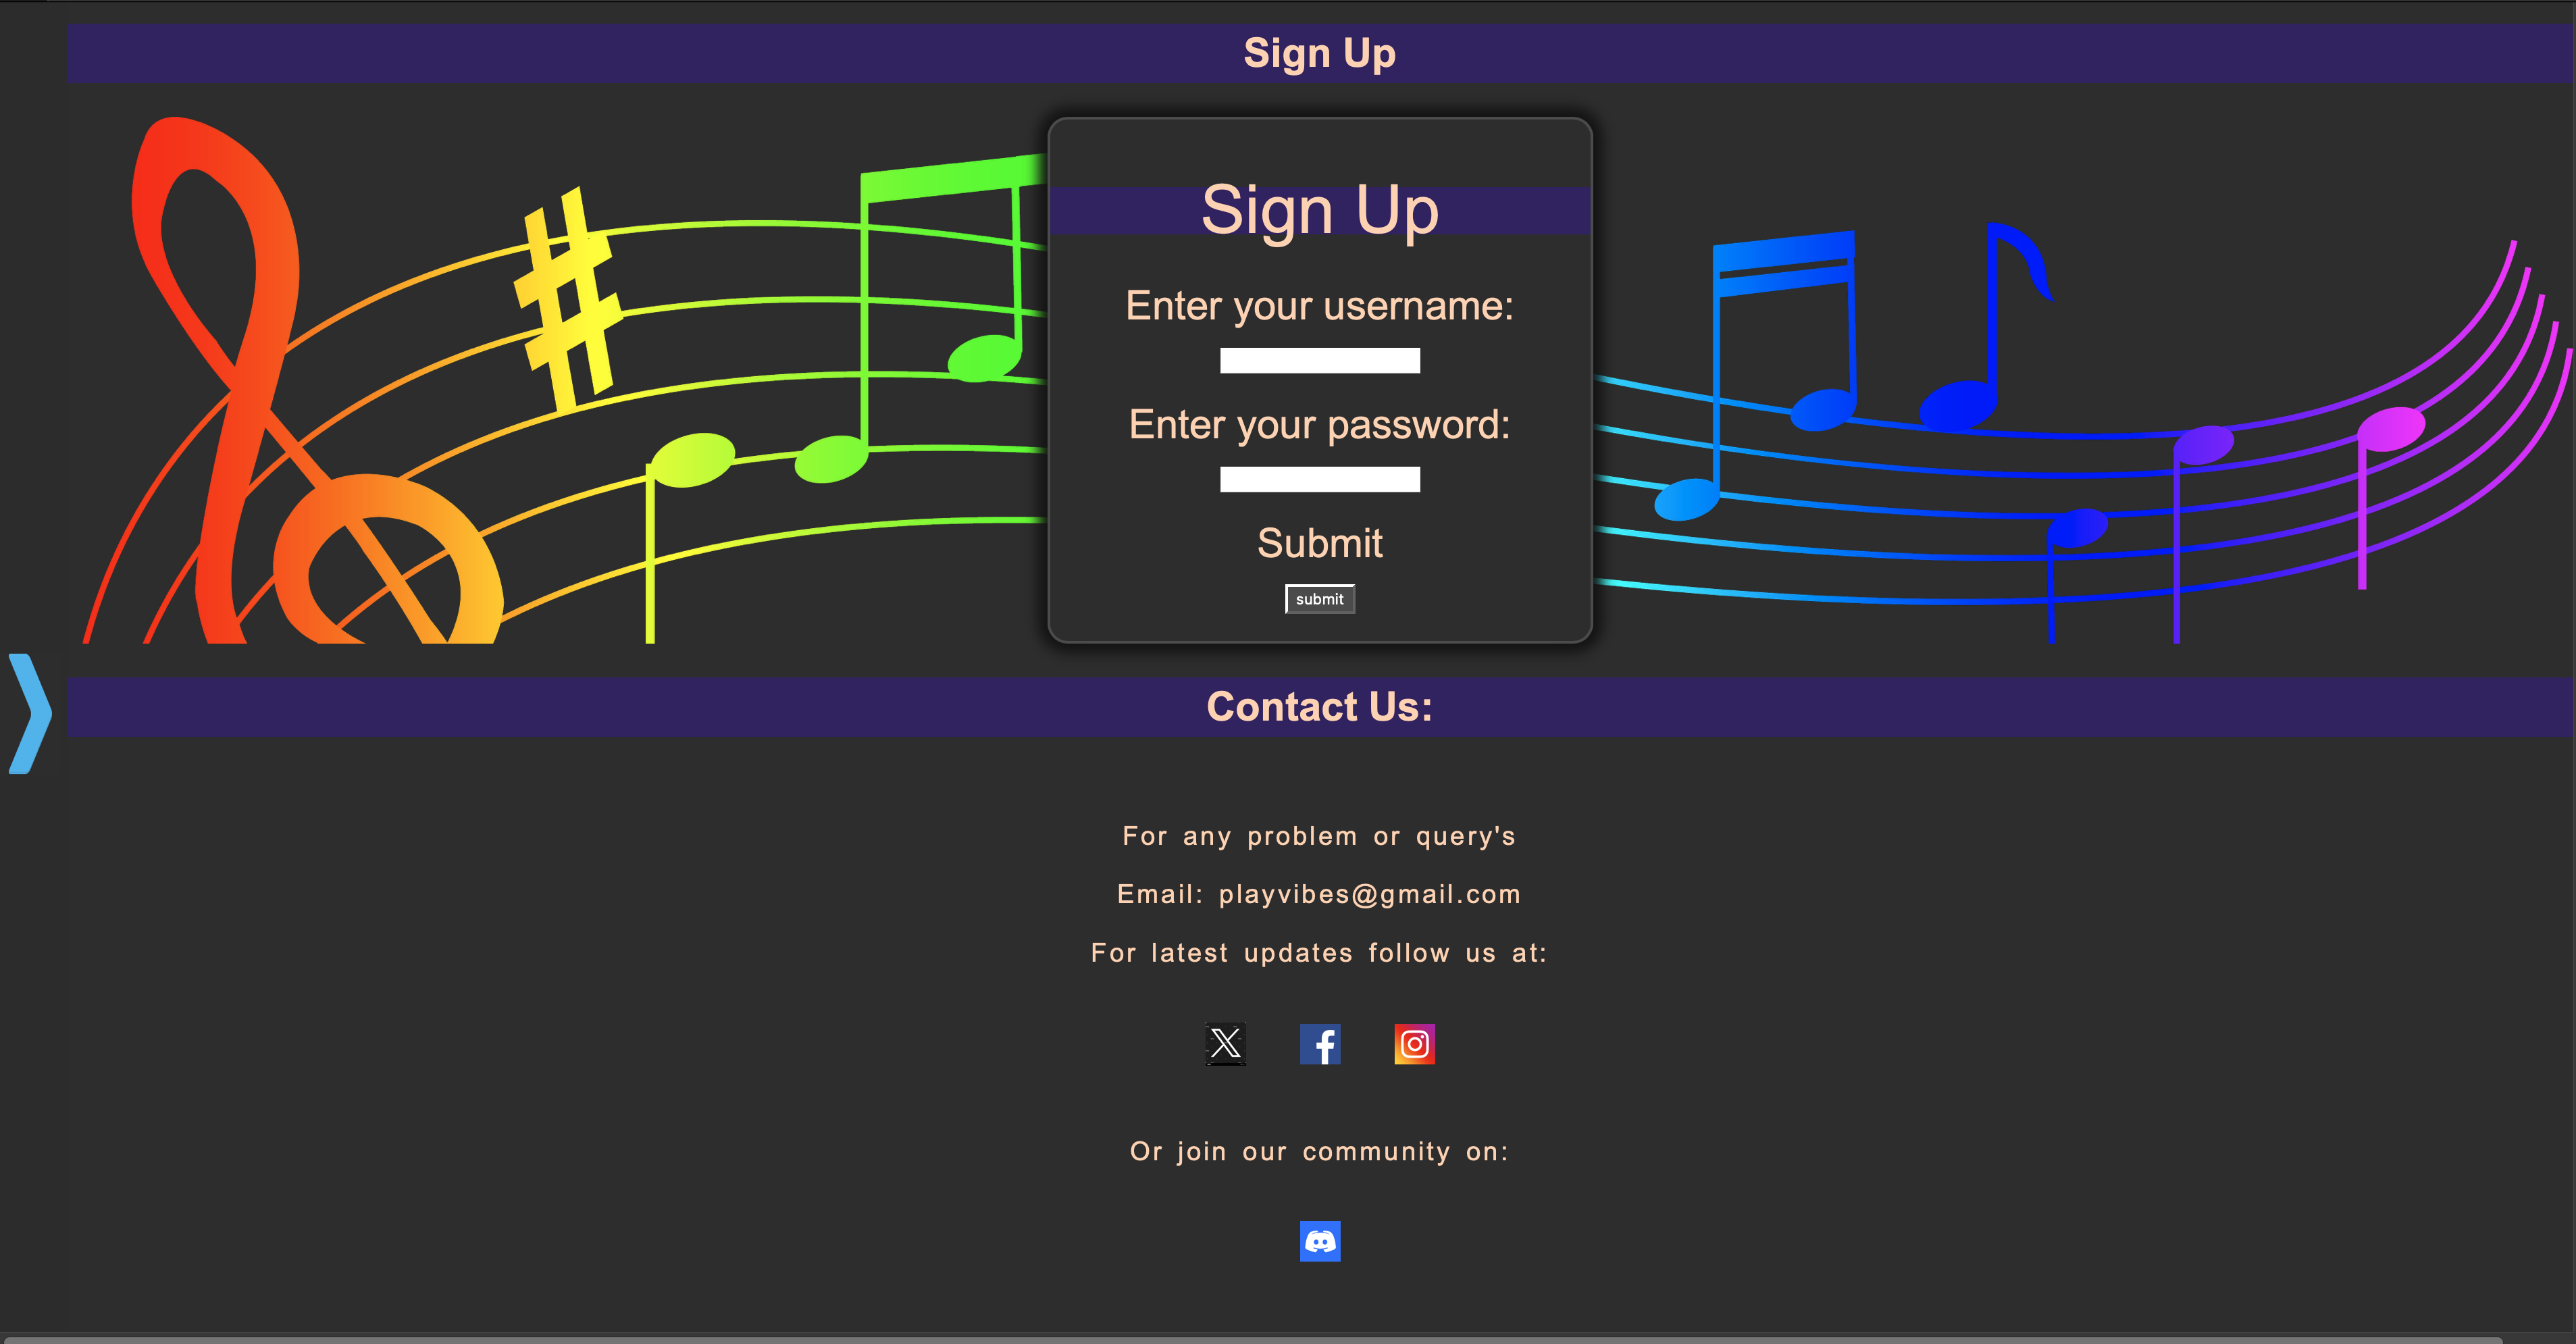 Sign Up
Sign Up
Enter your username:
Enter your password:
Submit
submit
Contact Us:
For any problem or query's
Email: playvibes@gmail.com
For latest updates follow us at:
Or join our community on: